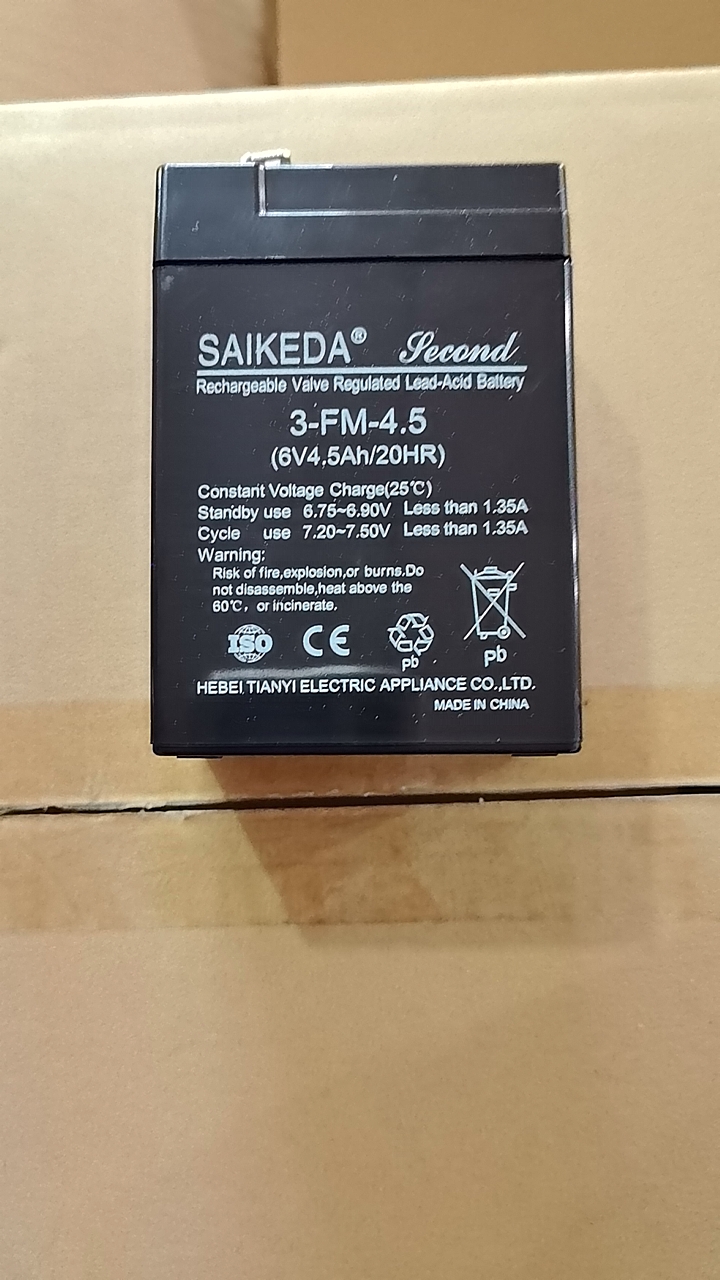 SAIKEDA® Second
Rechargeable Valve Regulated Lead-Acid Battery
3-FM-4.5
(6V4.5Ah/20HR)
Constant Voltage Charge(25℃)
Standby use 6.75~6.90V Less than 1.35A
Cycle use 7.20~7.50V Less than 1.35A
Warning:
Risk of fire,explosion,or burns.Do
not disassemble,heat above the
60℃，or incinerate.
ISO CE Pb Pb
HEBEI TIANYI ELECTRIC APPLIANCE CO.,LTD.
MADE IN CHINA